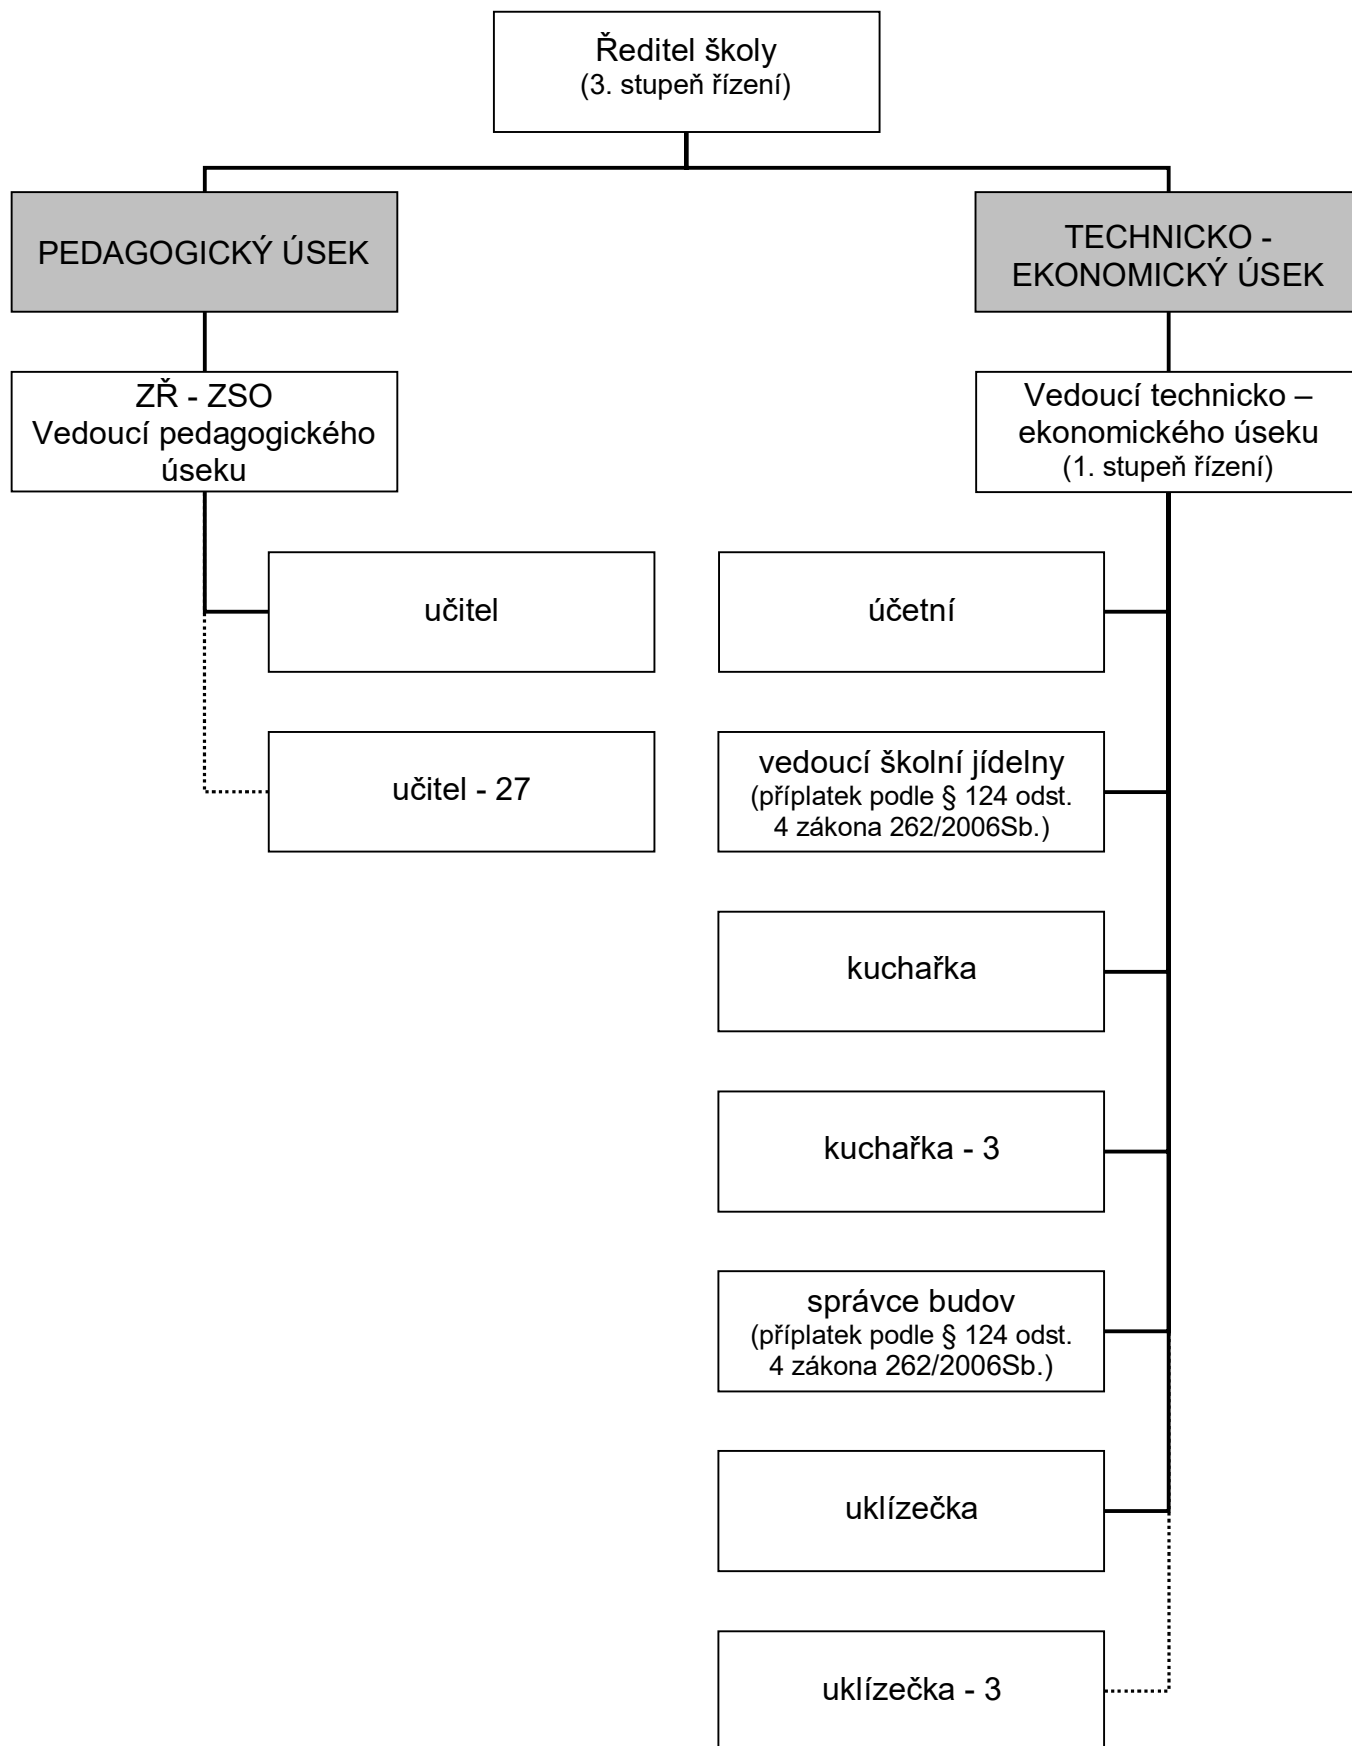 Ředitel školy
(3. stupeň řízení)
PEDAGOGICKÝ ÚSEK
TECHNICKO -
EKONOMICKÝ ÚSEK
ZŘ - ZSO
Vedoucí pedagogického
úseku
Vedoucí technicko –
ekonomického úseku
(1. stupeň řízení)
učitel
účetní
učitel - 27
vedoucí školní jídelny
(příplatek podle § 124 odst.
4 zákona 262/2006Sb.)
kuchařka
kuchařka - 3
správce budov
(příplatek podle § 124 odst.
4 zákona 262/2006Sb.)
uklízečka
uklízečka - 3